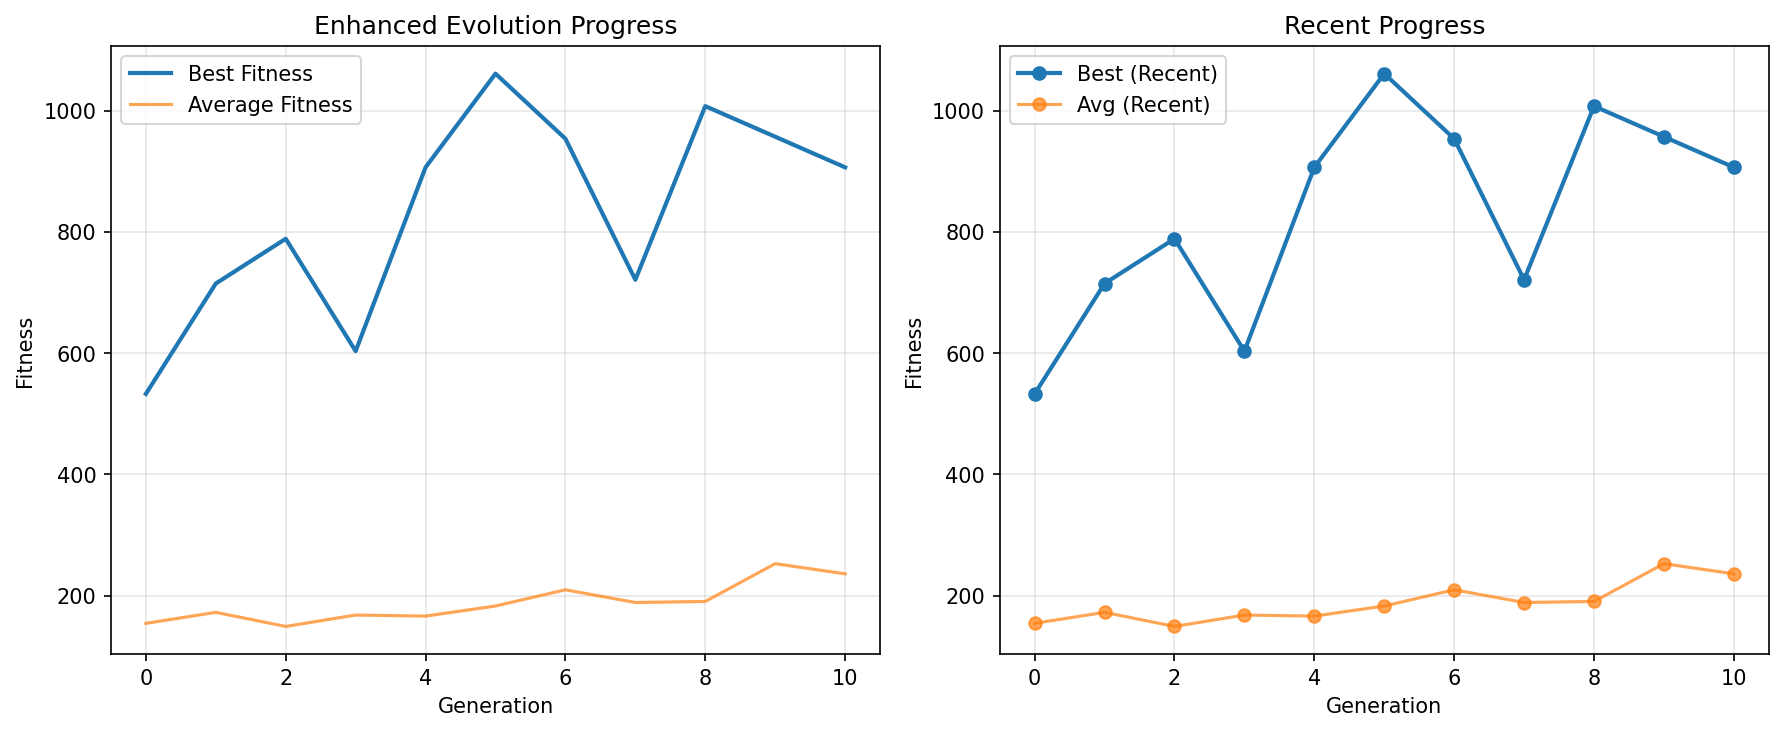 Enhanced Evolution Progress
Best Fitness
Average Fitness
1000
800
600
400
200
Fitness
0 2 4 6 8 10
Generation
Recent Progress
Best (Recent)
Avg (Recent)
1000
800
600
400
200
Fitness
0 2 4 6 8 10
Generation